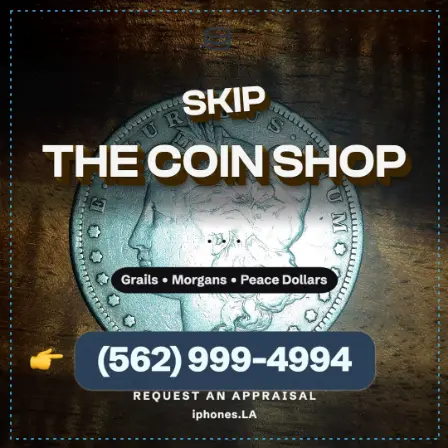 SKIP
THE COIN SHOP
...
Grails • Morgans • Peace Dollars
(562) 999-4994
REQUEST AN APPRAISAL
iphones.LA